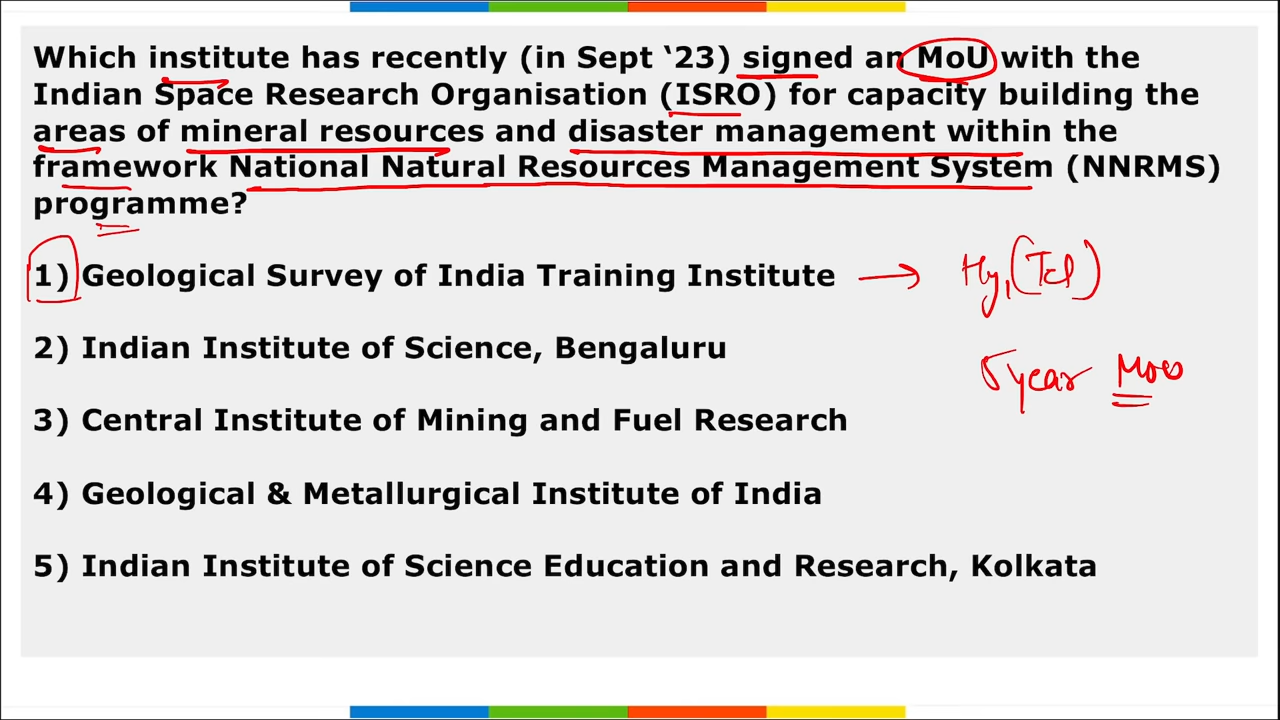 Which institute has recently (in Sept ‘23) signed an MoU with the
Indian Space Research Organisation (ISRO) for capacity building the
areas of mineral resources and disaster management within the
framework National Natural Resources Management System (NNRMS)
programme?
1) Geological Survey of India Training Institute → Hy, (Tel)
2) Indian Institute of Science, Bengaluru
5 year MoU
3) Central Institute of Mining and Fuel Research
4) Geological & Metallurgical Institute of India
5) Indian Institute of Science Education and Research, Kolkata